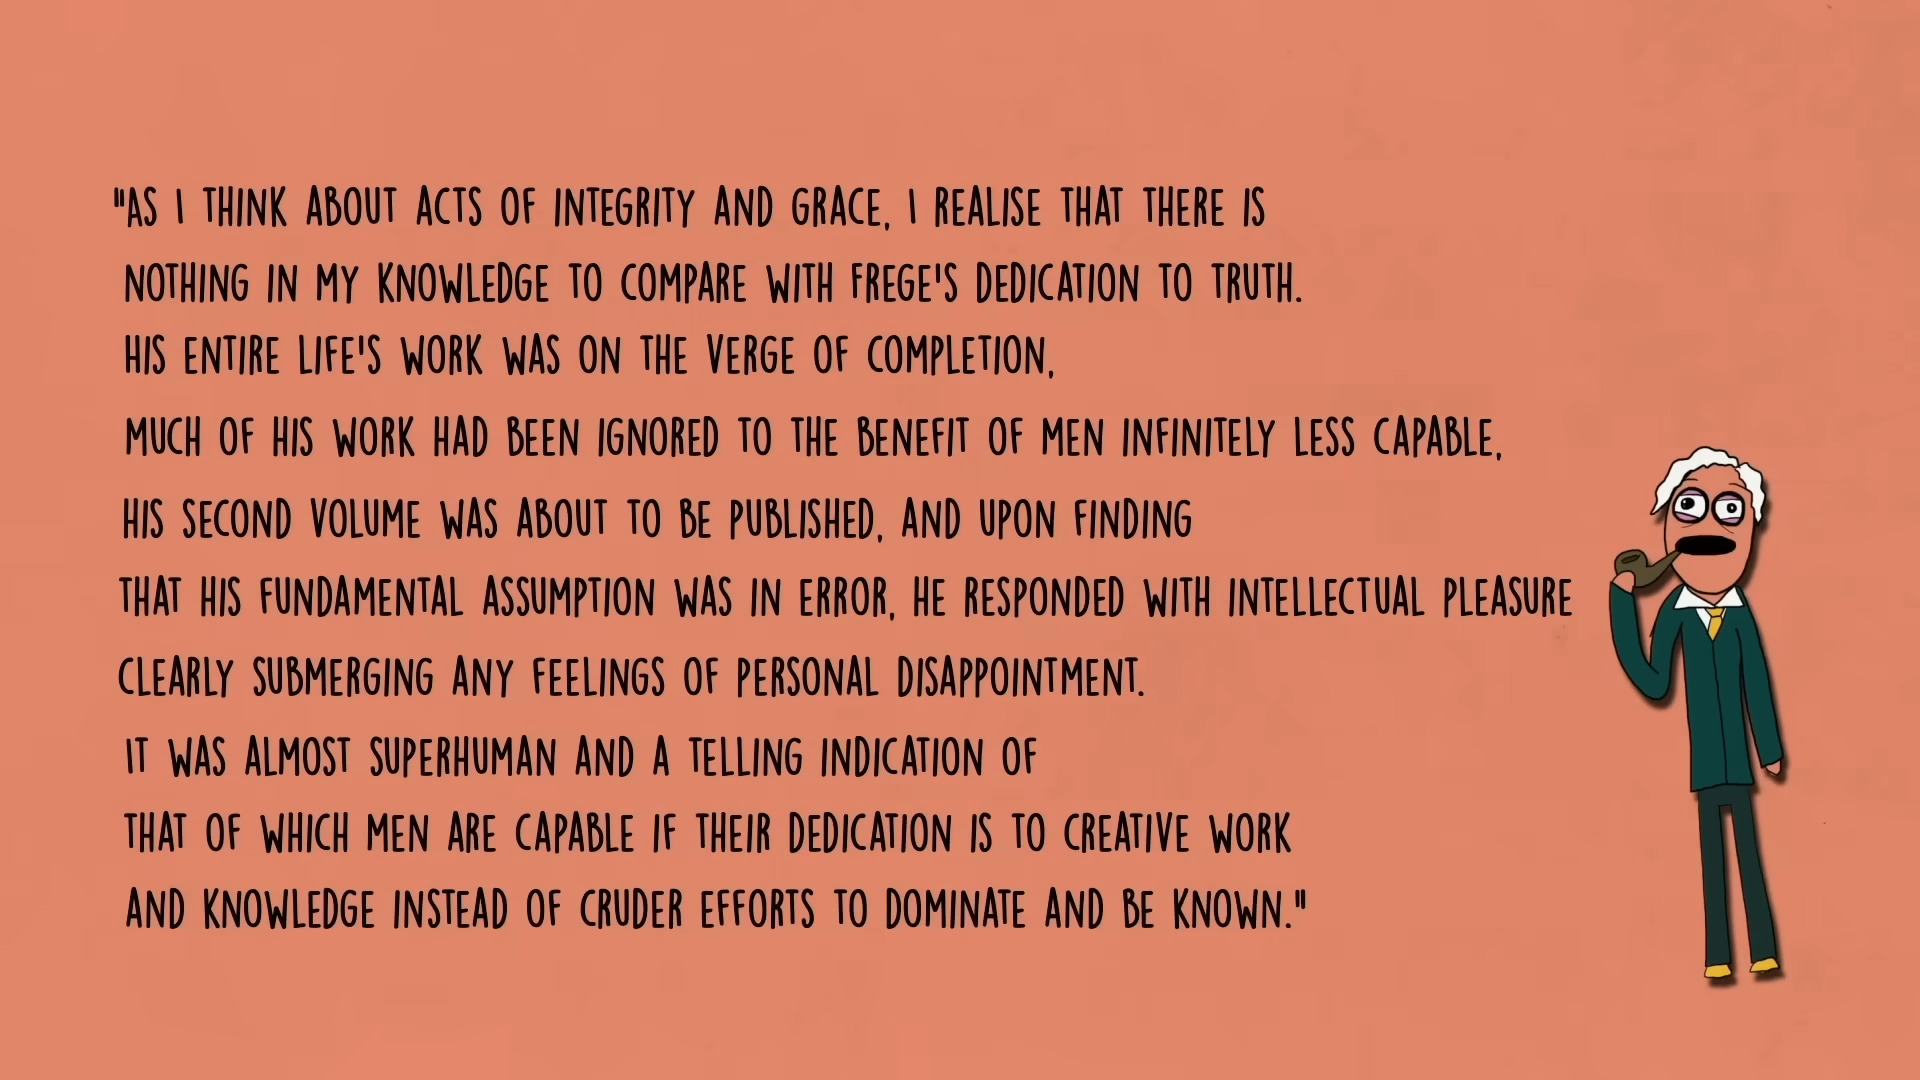 "AS I THINK ABOUT ACTS OF INTEGRITY AND GRACE, I REALISE THAT THERE IS
NOTHING IN MY KNOWLEDGE TO COMPARE WITH FREGE'S DEDICATION TO TRUTH.
HIS ENTIRE LIFE'S WORK WAS ON THE VERGE OF COMPLETION,
MUCH OF HIS WORK HAD BEEN IGNORED TO THE BENEFIT OF MEN INFINITELY LESS CAPABLE,
HIS SECOND VOLUME WAS ABOUT TO BE PUBLISHED, AND UPON FINDING
THAT HIS FUNDAMENTAL ASSUMPTION WAS IN ERROR, HE RESPONDED WITH INTELLECTUAL PLEASURE
CLEARLY SUBMERGING ANY FEELINGS OF PERSONAL DISAPPOINTMENT.
IT WAS ALMOST SUPERHUMAN AND A TELLING INDICATION OF
THAT OF WHICH MEN ARE CAPABLE IF THEIR DEDICATION IS TO CREATIVE WORK
AND KNOWLEDGE INSTEAD OF CRUDER EFFORTS TO DOMINATE AND BE KNOWN."